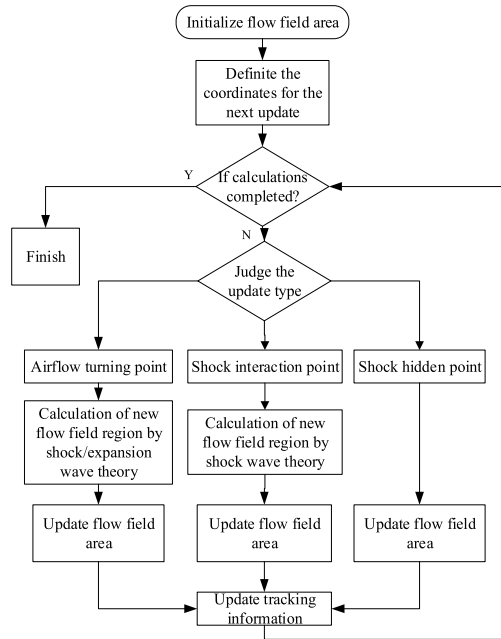 Initialize flow field area
Definite the
coordinates for the
next update
If calculations
completed?
Y
N
Finish
Judge the
update type
Airflow turning point
Shock interaction point
Shock hidden point
Calculation of new
flow field region by
shock/expansion
wave theory
Calculation of new
flow field region by
shock wave theory
Update flow field
area
Update flow field
area
Update flow field
area
Update tracking
information